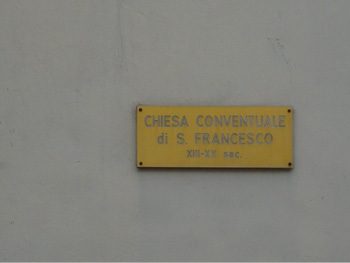 CHIESA CONVENTUALE
di S. FRANCESCO
XIII-XX sec.